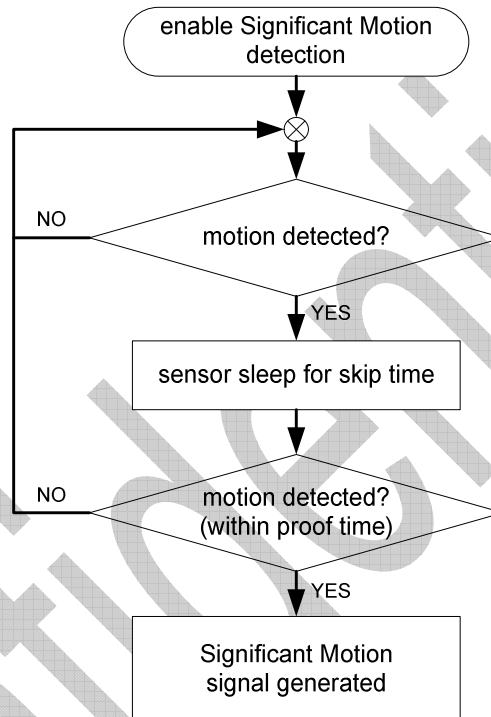 enable Significant Motion
detection
NO
motion detected?
YES
sensor sleep for skip time
NO
motion detected?
(within proof time)
YES
Significant Motion
signal generated